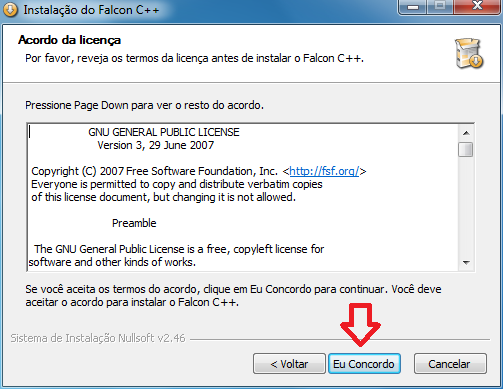 Instalação do Falcon C++
Acordo da licença
Por favor, reveja os termos da licença antes de instalar o Falcon C++.
Pressione Page Down para ver o resto do acordo.
GNU GENERAL PUBLIC LICENSE
Version 3, 29 June 2007
Copyright (C) 2007 Free Software Foundation, Inc. <http://fsf.org/>
Everyone is permitted to copy and distribute verbatim copies
of this license document, but changing it is not allowed.
Preamble
The GNU General Public License is a free, copyleft license for
software and other kinds of works.
Se você aceita os termos do acordo, clique em Eu Concordo para continuar. Você deve
aceitar o acordo para instalar o Falcon C++.
Sistema de Instalação Nullsoft v2.46
< Voltar Eu Concordo Cancelar